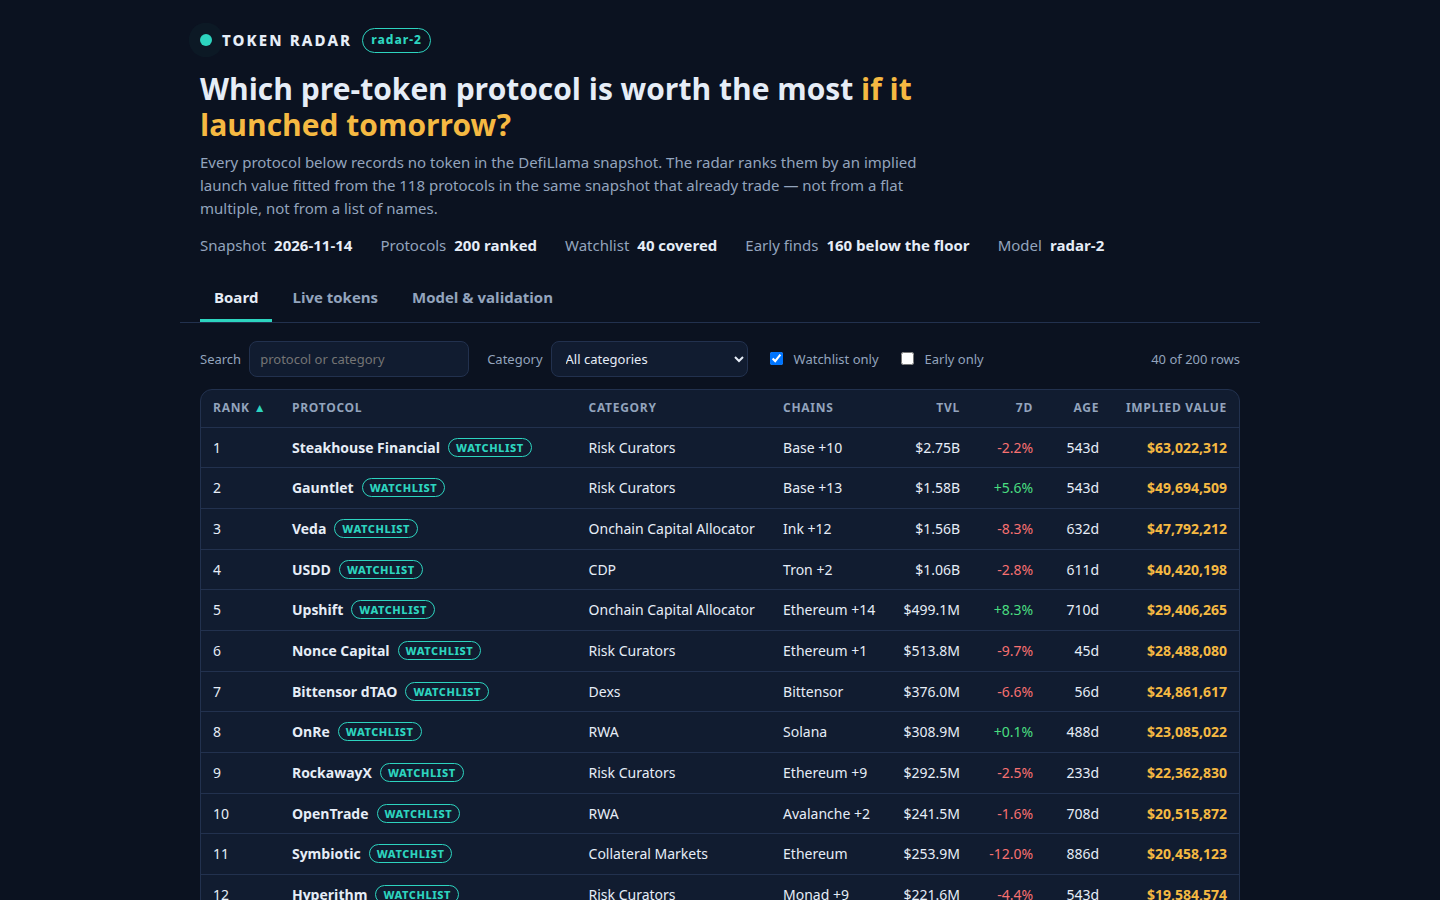 TOKEN RADAR radar-2
Which pre-token protocol is worth the most if it
launched tomorrow?
Every protocol below records no token in the DefiLlama snapshot. The radar ranks them by an implied
launch value fitted from the 118 protocols in the same snapshot that already trade — not from a flat
multiple, not from a list of names.
Snapshot 2026-11-14 Protocols 200 ranked Watchlist 40 covered Early finds 160 below the floor Model radar-2
Board Live tokens Model & validation
Search protocol or category Category All categories Watchlist only Early only 40 of 200 rows
RANK ▲ PROTOCOL CATEGORY CHAINS TVL 7D AGE IMPLIED VALUE
1 Steakhouse Financial WATCHLIST Risk Curators Base +10 $2.75B -2.2% 543d $63,022,312
2 Gauntlet WATCHLIST Risk Curators Base +13 $1.58B +5.6% 543d $49,694,509
3 Veda WATCHLIST Onchain Capital Allocator Ink +12 $1.56B -8.3% 632d $47,792,212
4 USDD WATCHLIST CDP Tron +2 $1.06B -2.8% 611d $40,420,198
5 Upshift WATCHLIST Onchain Capital Allocator Ethereum +14 $499.1M +8.3% 710d $29,406,265
6 Nonce Capital WATCHLIST Risk Curators Ethereum +1 $513.8M -9.7% 45d $28,488,080
7 Bittensor dTAO WATCHLIST Dexs Bittensor $376.0M -6.6% 56d $24,861,617
8 OnRe WATCHLIST RWA Solana $308.9M +0.1% 488d $23,085,022
9 RockawayX WATCHLIST Risk Curators Ethereum +9 $292.5M -2.5% 233d $22,362,830
10 OpenTrade WATCHLIST RWA Avalanche +2 $241.5M -1.6% 708d $20,515,872
11 Symbiotic WATCHLIST Collateral Markets Ethereum $253.9M -12.0% 886d $20,458,123
12 Hyperithm WATCHLIST Risk Curators Monad +9 $221.6M -4.4% 543d $19,584,574